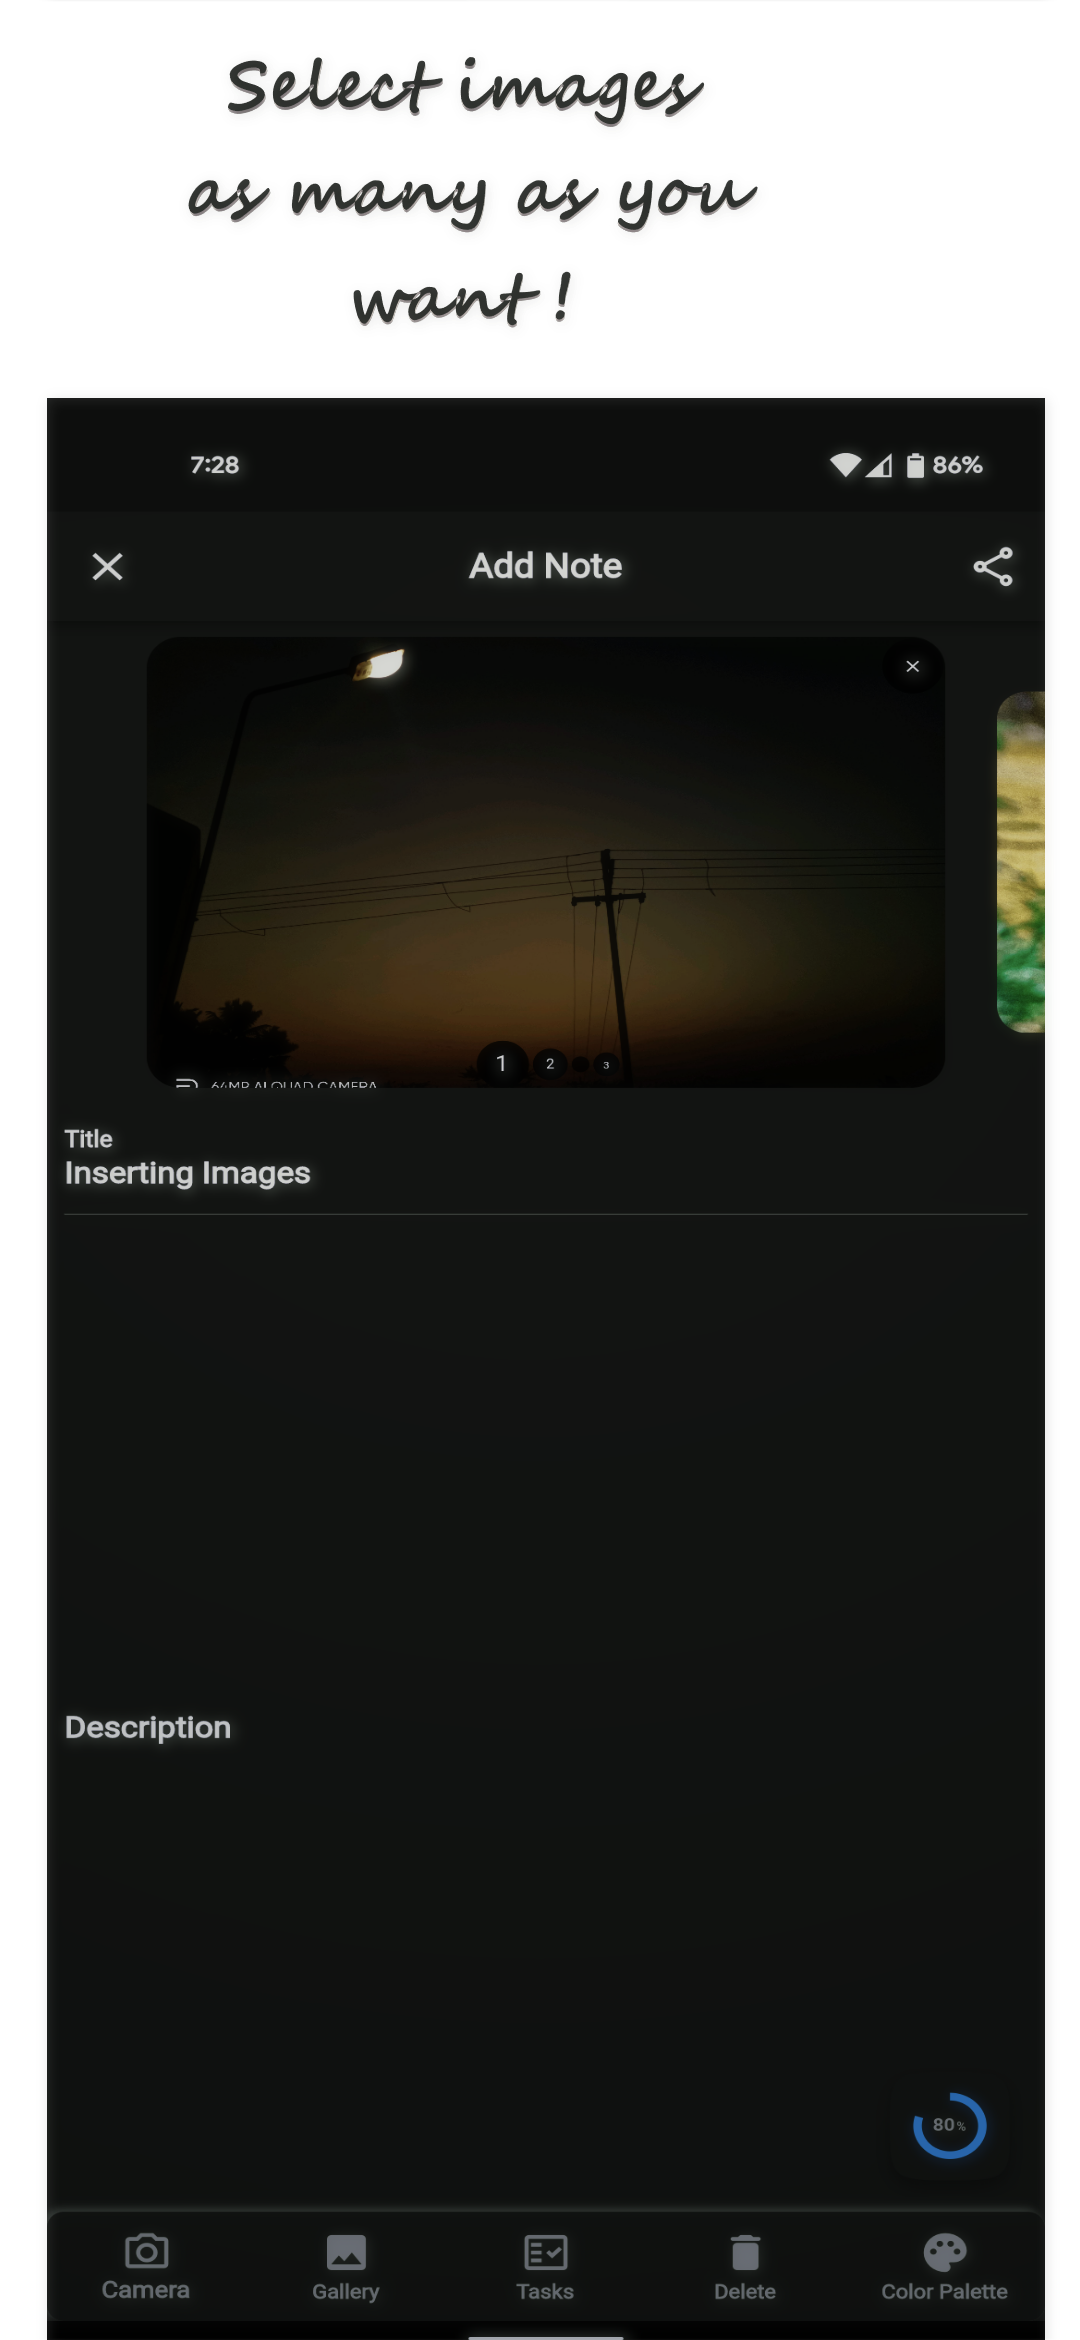 Select images
as many as you
want !
7:28 86%
Add Note
1 2 3
64MP AI QUAD CAMERA
Title
Inserting Images
Description
80%
Camera Gallery Tasks Delete Color Palette